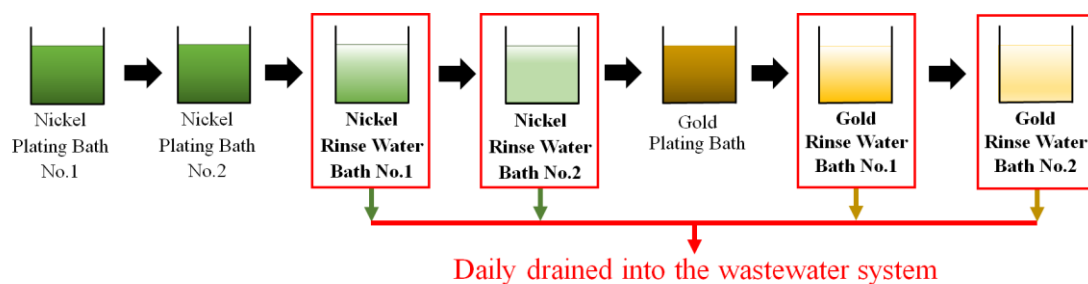 Nickel
Plating Bath
No.1
Nickel
Plating Bath
No.2
Nickel
Rinse Water
Bath No.1
Nickel
Rinse Water
Bath No.2
Gold
Plating Bath
Gold
Rinse Water
Bath No.1
Gold
Rinse Water
Bath No.2
Daily drained into the wastewater system